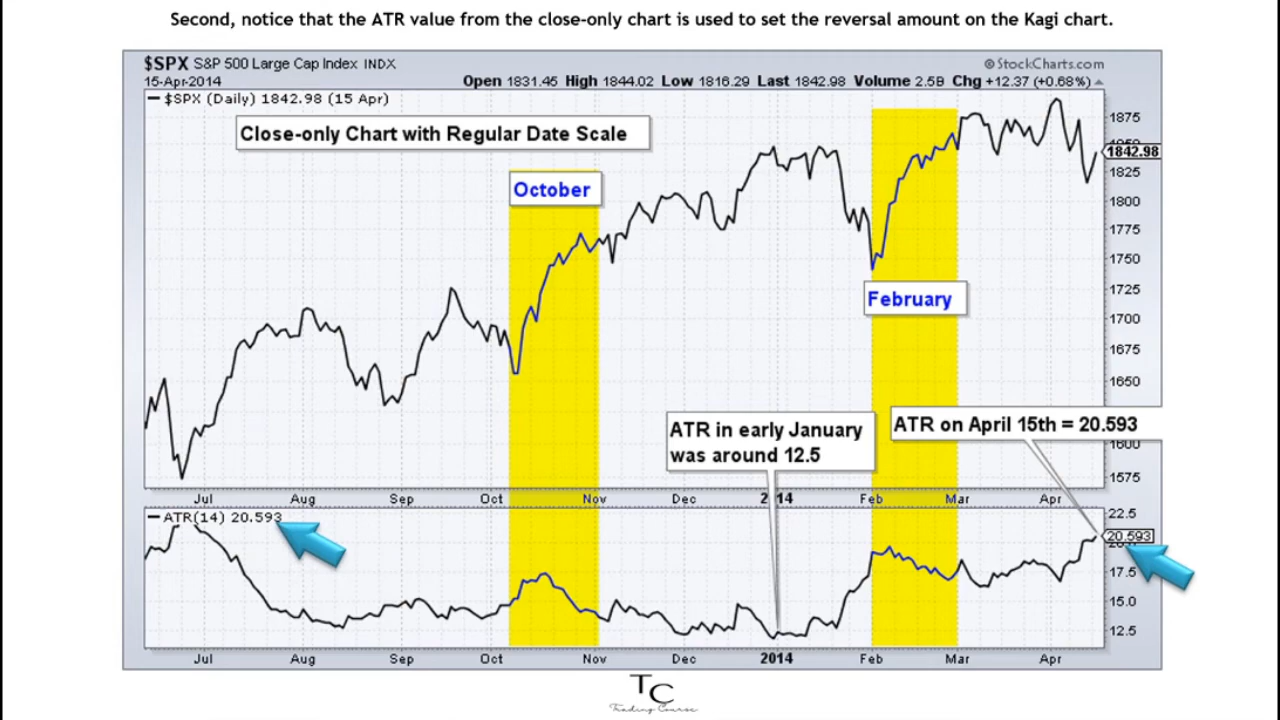 Second, notice that the ATR value from the close-only chart is used to set the reversal amount on the Kagi chart.
$SPX S&P 500 Large Cap Index INDX
© StockCharts.com
15-Apr-2014
Open 1831.45 High 1844.02 Low 1816.29 Last 1842.98 Volume 2.5B Chg +12.37 (+0.68%)
$SPX (Daily) 1842.98 (15 Apr)
Close-only Chart with Regular Date Scale
October
February
1875
1842.98
1825
1800
1775
1750
1725
1700
1675
1650
1600
1575
ATR in early January
was around 12.5
ATR on April 15th = 20.593
Jul Aug Sep Oct Nov Dec 2014 Feb Mar Apr
ATR(14) 20.593
22.5
20.593
17.5
15.0
12.5
Jul Aug Sep Oct Nov Dec 2014 Feb Mar Apr
TC
Trading Course